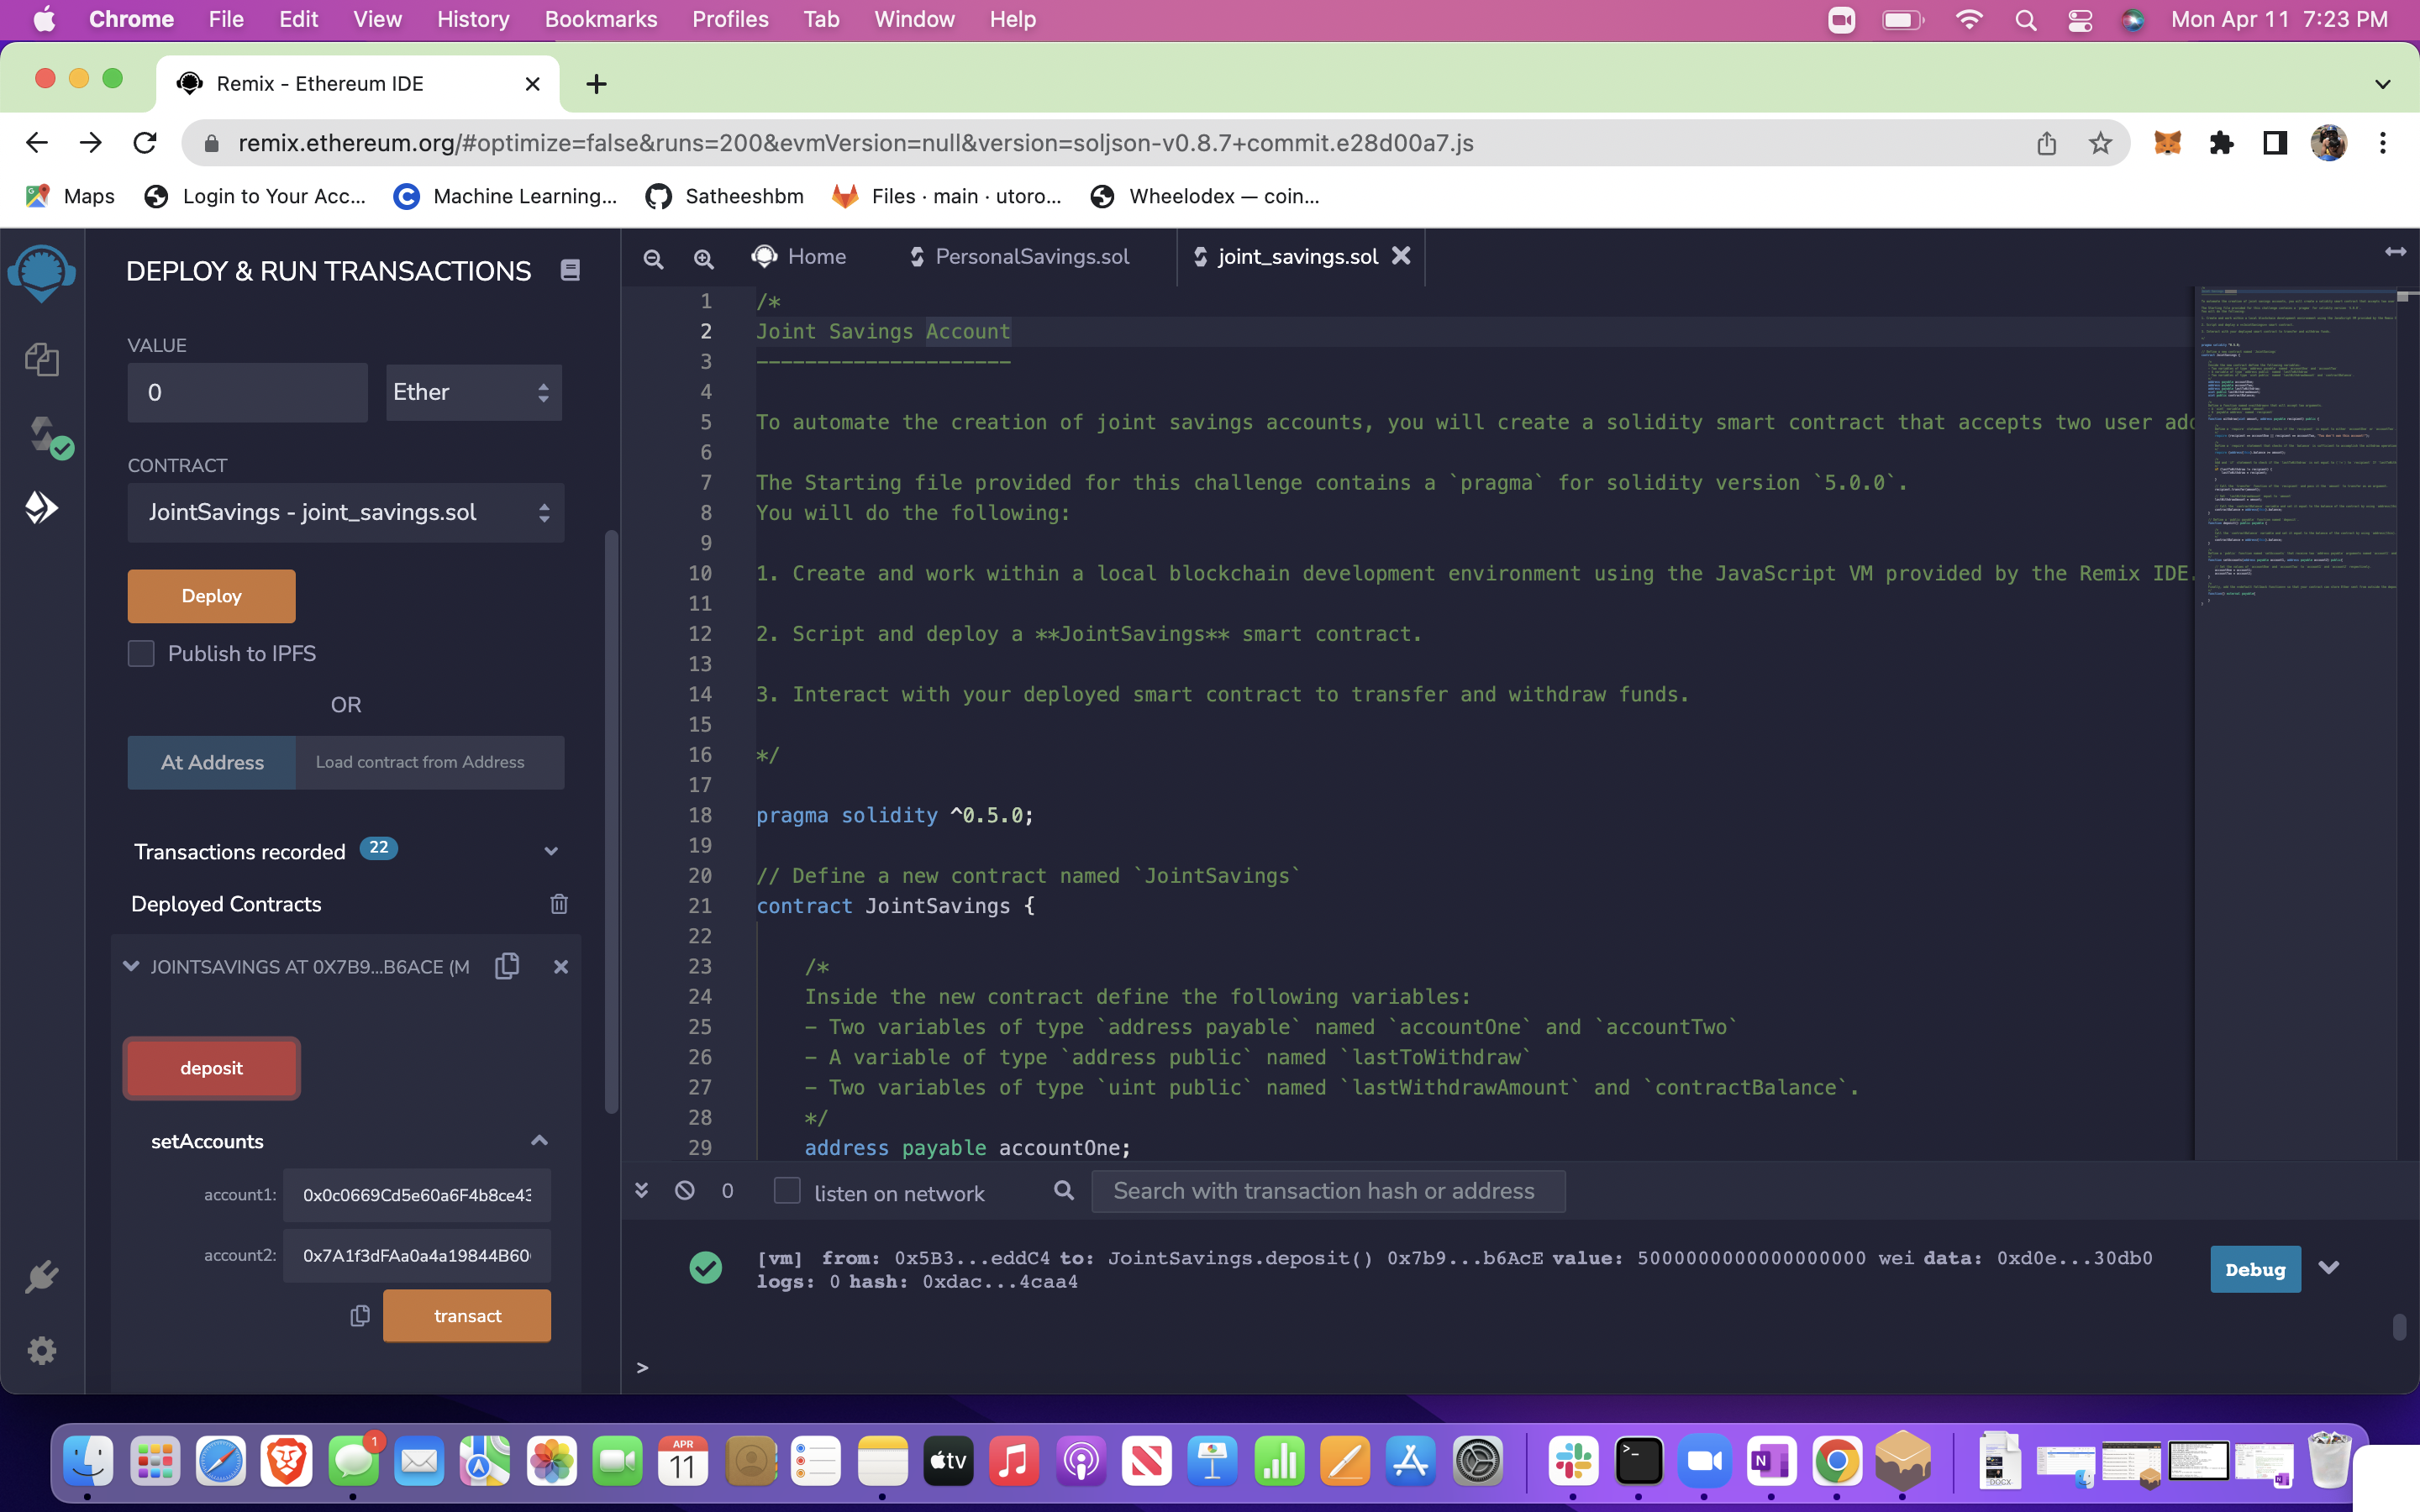 Chrome File Edit View History Bookmarks Profiles Tab Window Help Mon Apr 11 7:23 PM
Remix - Ethereum IDE
remix.ethereum.org/#optimize=false&runs=200&evmVersion=null&version=soljson-v0.8.7+commit.e28d00a7.js
Maps Login to Your Acc... Machine Learning... Satheeshbm Files · main · utoro... Wheelodex — coin...
DEPLOY & RUN TRANSACTIONS
VALUE
0 Ether
CONTRACT
JointSavings - joint_savings.sol
Deploy
Publish to IPFS
OR
At Address Load contract from Address
Transactions recorded 22
Deployed Contracts
JOINTSAVINGS AT 0X7B9...B6ACE (M
deposit
setAccounts
account1: 0x0c0669Cd5e60a6F4b8ce43
account2: 0x7A1f3dFAa0a4a19844B60
transact
Home PersonalSavings.sol joint_savings.sol
1 /*
2 Joint Savings Account
3 ---------------------
4
5 To automate the creation of joint savings accounts, you will create a solidity smart contract that accepts two user add
6
7 The Starting file provided for this challenge contains a `pragma` for solidity version `5.0.0`.
8 You will do the following:
9
10 1. Create and work within a local blockchain development environment using the JavaScript VM provided by the Remix IDE.
11
12 2. Script and deploy a **JointSavings** smart contract.
13
14 3. Interact with your deployed smart contract to transfer and withdraw funds.
15
16 */
17
18 pragma solidity ^0.5.0;
19
20 // Define a new contract named `JointSavings`
21 contract JointSavings {
22
23 /*
24 Inside the new contract define the following variables:
25 - Two variables of type `address payable` named `accountOne` and `accountTwo`
26 - A variable of type `address public` named `lastToWithdraw`
27 - Two variables of type `uint public` named `lastWithdrawAmount` and `contractBalance`.
28 */
29 address payable accountOne;
0 listen on network Search with transaction hash or address
[vm] from: 0x5B3...eddC4 to: JointSavings.deposit() 0x7b9...b6AcE value: 5000000000000000000 wei data: 0xd0e...30db0
logs: 0 hash: 0xdac...4caa4
Debug
>
1
APR
11
tv
DOCX